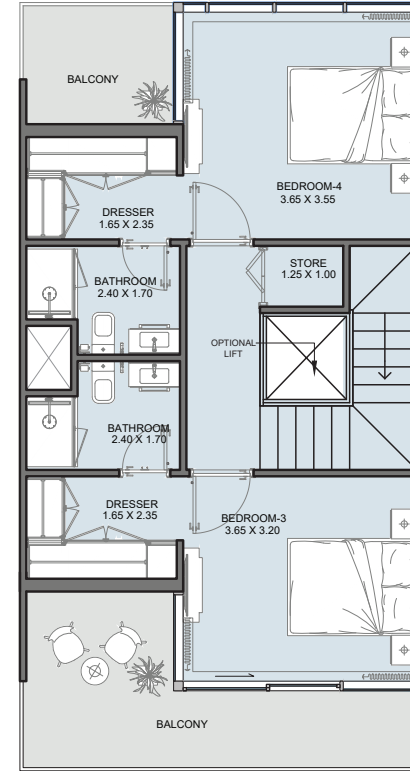 BALCONY
BEDROOM-4
3.65 X 3.55
DRESSER
1.65 X 2.35
STORE
1.25 X 1.00
BATHROOM
2.40 X 1.70
OPTIONAL
LIFT
BATHROOM
2.40 X 1.70
DRESSER
1.65 X 2.35
BEDROOM-3
3.65 X 3.20
BALCONY